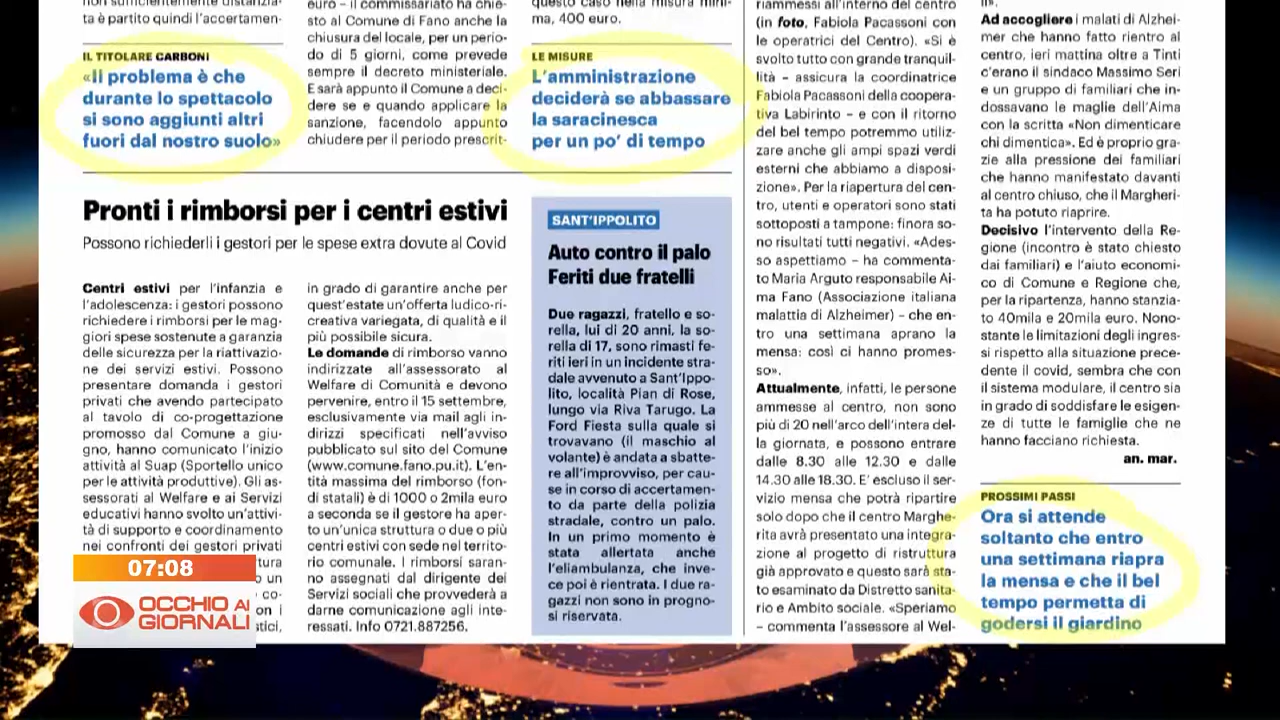 non sufficientemente distanzia-
ta è partito quindi l'accertamen-
IL TITOLARE CARBONI
«Il problema è che
durante lo spettacolo
si sono aggiunti altri
fuori dal nostro suolo»
euro – il commissariato ha chie-
sto al Comune di Fano anche la
chiusura del locale, per un perio-
do di 5 giorni, come prevede
sempre il decreto ministeriale.
E sarà appunto il Comune a deci-
dere se e quando applicare la
sanzione, facendolo appunto
chiudere per il periodo prescrit-
questo caso nella misura mini-
ma, 400 euro.
LE MISURE
L'amministrazione
deciderà se abbassare
la saracinesca
per un po' di tempo
Pronti i rimborsi per i centri estivi
Possono richiederli i gestori per le spese extra dovute al Covid
Centri estivi per l'infanzia e
l'adolescenza: i gestori possono
richiedere i rimborsi per le mag-
giori spese sostenute a garanzia
delle sicurezza per la riattivazio-
ne dei servizi estivi. Possono
presentare domanda i gestori
privati che avendo partecipato
al tavolo di co-progettazione
promosso dal Comune a giu-
gno, hanno comunicato l'inizio
attività al Suap (Sportello unico
per le attività produttive). Gli as-
sessorati al Welfare e ai Servizi
educativi hanno svolto un'attivi-
tà di supporto e coordinamento
nei confronti dei gestori privati
tura
o un
co-
on i
tici,
in grado di garantire anche per
quest'estate un'offerta ludico-ri-
creativa variegata, di qualità e il
più possibile sicura.
Le domande di rimborso vanno
indirizzate all'assessorato al
Welfare di Comunità e devono
pervenire, entro il 15 settembre,
esclusivamente via mail agli in-
dirizzi specificati nell'avviso
pubblicato sul sito del Comune
(www.comune.fano.pu.it). L'en-
tità massima del rimborso (fon-
di statali) è di 1000 o 2mila euro
a seconda se il gestore ha aper-
to un'unica struttura o due o più
centri estivi con sede nel territo-
rio comunale. I rimborsi saran-
no assegnati dal dirigente dei
Servizi sociali che provvederà a
darne comunicazione agli inte-
ressati. Info 0721.887256.
SANT'IPPOLITO
Auto contro il palo
Feriti due fratelli
Due ragazzi, fratello e so-
rella, lui di 20 anni, la so-
rella di 17, sono rimasti fe-
riti ieri in un incidente stra-
dale avvenuto a Sant'Ippo-
lito, località Pian di Rose,
lungo via Riva Tarugo. La
Ford Fiesta sulla quale si
trovavano (il maschio al
volante) è andata a sbatte-
re all'improvviso, per cau-
se in corso di accertamen-
to da parte della polizia
stradale, contro un palo.
In un primo momento è
stata allertata anche
l'eliambulanza, che inve-
ce poi è rientrata. I due ra-
gazzi non sono in progno-
si riservata.
riammessi all'interno del centro
(in foto, Fabiola Pacassoni con
le operatrici del Centro). «Si è
svolto tutto con grande tranquil-
lità – assicura la coordinatrice
Fabiola Pacassoni della coopera-
tiva Labirinto – e con il ritorno
del bel tempo potremmo utiliz-
zare anche gli ampi spazi verdi
esterni che abbiamo a disposi-
zione». Per la riapertura del cen-
tro, utenti e operatori sono stati
sottoposti a tampone: finora so-
no risultati tutti negativi. «Ades-
so aspettiamo – ha commenta-
to Maria Arguto responsabile Ai-
ma Fano (Associazione italiana
malattia di Alzheimer) – che en-
tro una settimana aprano la
mensa: così ci hanno promes-
so».
Attualmente, infatti, le persone
ammesse al centro, non sono
più di 20 nell'arco dell'intera del-
la giornata, e possono entrare
dalle 8.30 alle 12.30 e dalle
14.30 alle 18.30. E' escluso il ser-
vizio mensa che potrà ripartire
solo dopo che il centro Marghe-
rita avrà presentato una integra-
zione al progetto di ristruttura
già approvato e questo sarà sta-
to esaminato da Distretto sanita-
rio e Ambito sociale. «Speriamo
– commenta l'assessore al Wel-
li».
Ad accogliere i malati di Alzhei-
mer che hanno fatto rientro al
centro, ieri mattina oltre a Tinti
c'erano il sindaco Massimo Seri
e un gruppo di familiari che in-
dossavano le maglie dell'Aima
con la scritta «Non dimenticare
chi dimentica». Ed è proprio gra-
zie alla pressione dei familiari
che hanno manifestato davanti
al centro chiuso, che il Margheri-
ta ha potuto riaprire.
Decisivo l'intervento della Re-
gione (incontro è stato chiesto
dai familiari) e l'aiuto economi-
co di Comune e Regione che,
per la ripartenza, hanno stanzia-
to 40mila e 20mila euro. Nono-
stante le limitazioni degli ingres-
si rispetto alla situazione prece-
dente il covid, sembra che con
il sistema modulare, il centro sia
in grado di soddisfare le esigen-
ze di tutte le famiglie che ne
hanno facciano richiesta.
an. mar.
PROSSIMI PASSI
Ora si attende
soltanto che entro
una settimana riapra
la mensa e che il bel
tempo permetta di
godersi il giardino
07:08
OCCHIO AI
GIORNALI